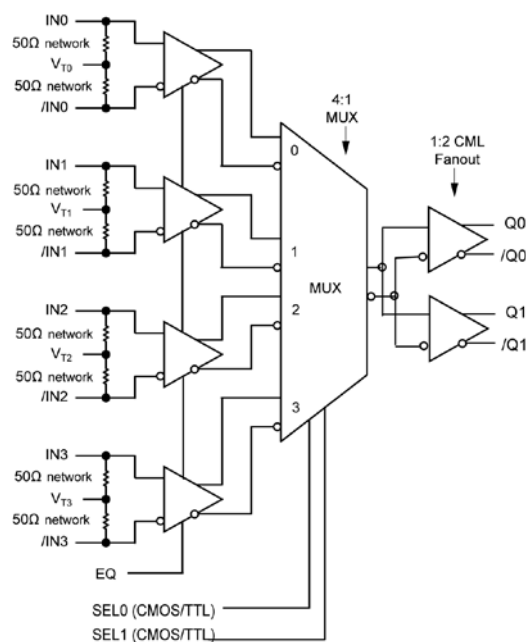 IN0
50Ω network
VT0
50Ω network
/IN0
IN1
50Ω network
VT1
50Ω network
/IN1
IN2
50Ω network
VT2
50Ω network
/IN2
IN3
50Ω network
VT3
50Ω network
/IN3
EQ
SEL0 (CMOS/TTL)
SEL1 (CMOS/TTL)
4:1
MUX
0
1
MUX
2
3
1:2 CML
Fanout
Q0
/Q0
Q1
/Q1